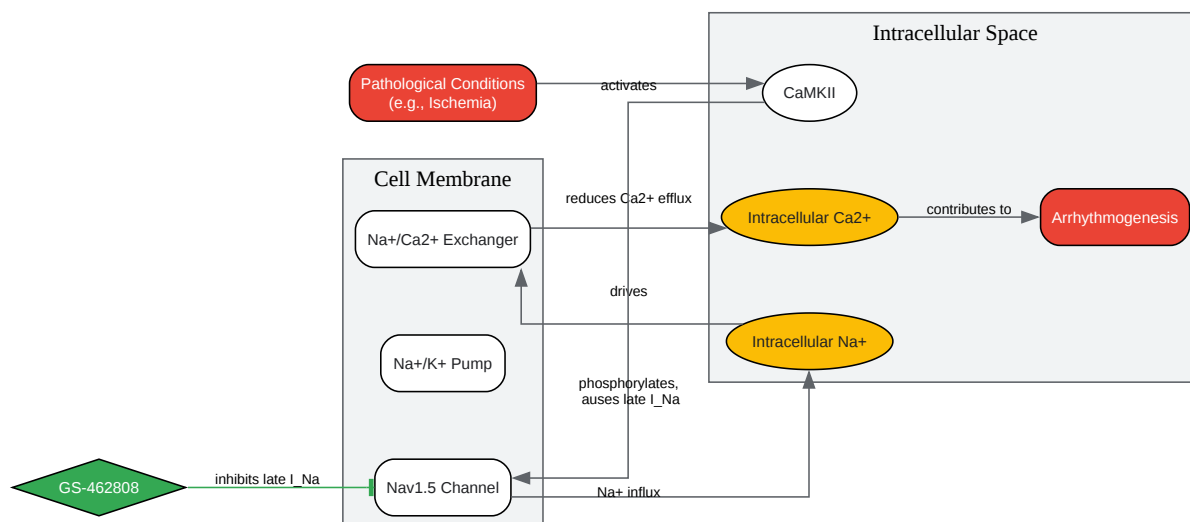 Intracellular Space
Pathological Conditions
(e.g., Ischemia)
activates
CaMKII
Cell Membrane
reduces Ca2+ efflux
Intracellular Ca2+
contributes to
Arrhythmogenesis
Na+/Ca2+ Exchanger
drives
Intracellular Na+
Na+/K+ Pump
phosphorylates,
auses late I_Na
GS-462808
inhibits late I_Na
Nav1.5 Channel
Na+ influx